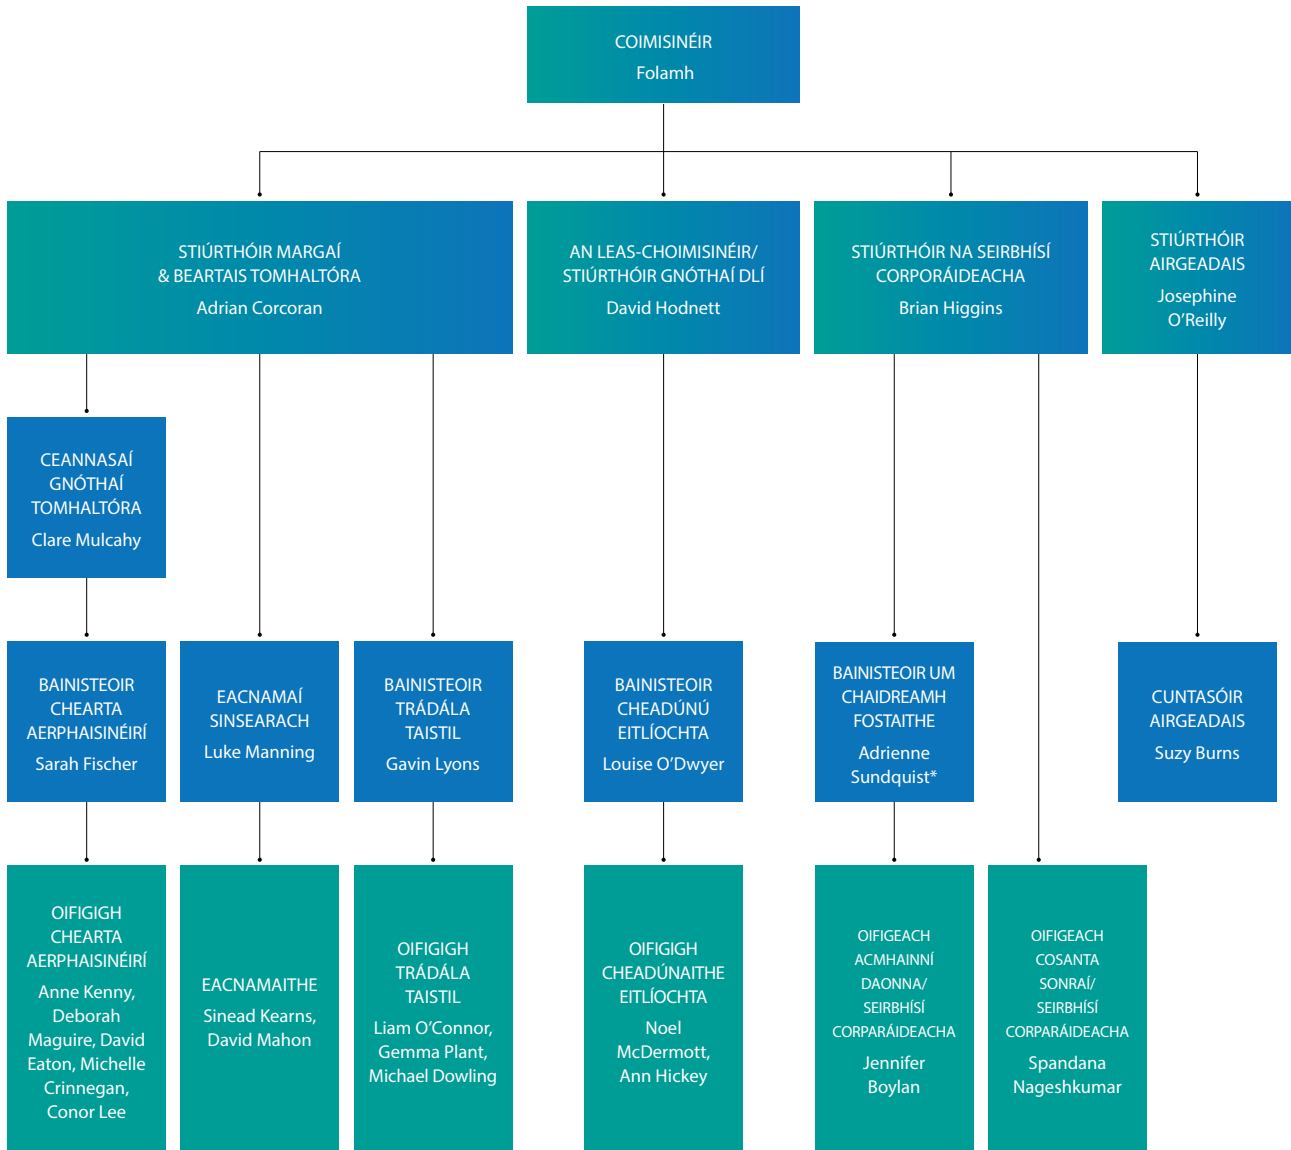 COIMISINÉIR
Folamh
STIÚRTHÓIR MARGAÍ
& BEARTAIS TOMHALTÓRA
Adrian Corcoran
AN LEAS-CHOIMISINÉIR/
STIÚRTHÓIR GNÓTHAÍ DLÍ
David Hodnett
STIÚRTHÓIR NA SEIRBHÍSÍ
CORPORÁIDEACHA
Brian Higgins
STIÚRTHÓIR
AIRGEADAIS
Josephine
O’Reilly
CEANNASAÍ
GNÓTHAÍ
TOMHALTÓRA
Clare Mulcahy
BAINISTEOIR
CHEARTA
AERPHAISINÉIRÍ
Sarah Fischer
EACNAMAÍ
SINSEARACH
Luke Manning
BAINISTEOIR
TRÁDÁLA
TAISTIL
Gavin Lyons
BAINISTEOIR
CHEADÚNÚ
EITLÍOCHTA
Louise O’Dwyer
BAINISTEOIR UM
CHAIDREAMH
FOSTAITHE
Adrienne
Sundquist*
CUNTASÓIR
AIRGEADAIS
Suzy Burns
OIFIGIGH
CHEARTA
AERPHAISINÉIRÍ
Anne Kenny,
Deborah
Maguire, David
Eaton, Michelle
Crinnegan,
Conor Lee
EACNAMAITHE
Sinead Kearns,
David Mahon
OIFIGIGH
TRÁDÁLA
TAISTIL
Liam O’Connor,
Gemma Plant,
Michael Dowling
OIFIGIGH
CHEADÚNAITHE
EITLÍOCHTA
Noel
McDermott,
Ann Hickey
OIFIGEACH
ACMHAINNÍ
DAONNA/
SEIRBHÍSÍ
CORPARÁIDEACHA
Jennifer
Boylan
OIFIGEACH
COSANTA
SONRAÍ/
SEIRBHÍSÍ
CORPARÁIDEACHA
Spandana
Nageshkumar